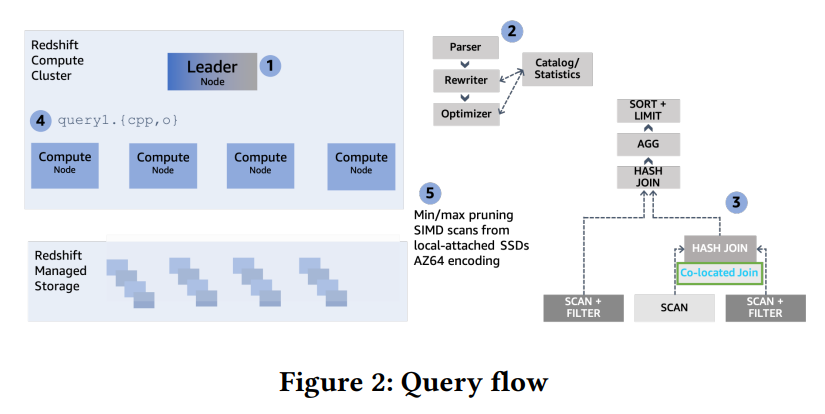 Redshift
Compute
Cluster
Leader
Node
1
4
query1.{cpp,o}
Compute
Node
Compute
Node
Compute
Node
Compute
Node
Redshift
Managed
Storage
2
Parser
Rewriter
Optimizer
Catalog/
Statistics
5
Min/max pruning
SIMD scans from
local-attached SSDs
AZ64 encoding
SORT +
LIMIT
AGG
HASH
JOIN
3
HASH JOIN
Co-located Join
SCAN +
FILTER
SCAN
SCAN +
FILTER
Figure 2: Query flow